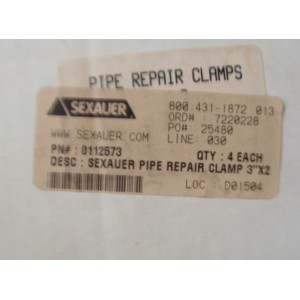 PIPE REPAIR CLAMPS
SEXAUER
800.431-1872 013
ORD# : 7220228
WWW.SEXAUER.COM
PO#: 25480
LINE: 030
PN#: 0112573
QTY : 4 EACH
DESC : SEXAUER PIPE REPAIR CLAMP 3"X2
LOC : D01504